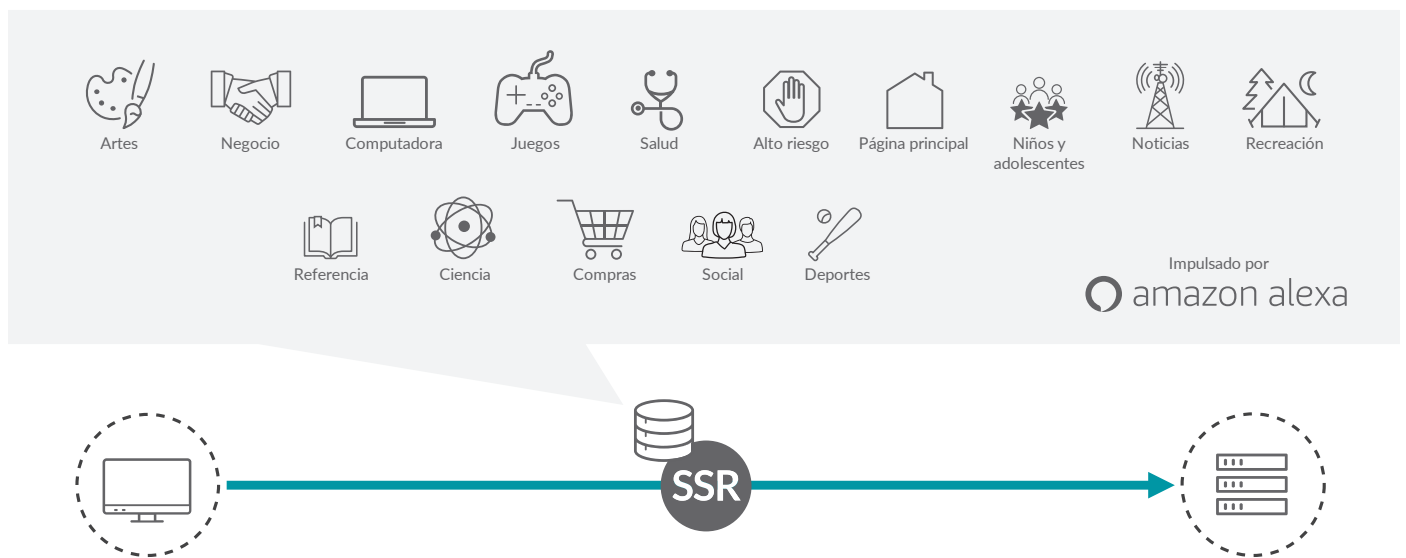 Artes
Negocio
Computadora
Juegos
Salud
Alto riesgo
Página principal
Niños y
adolescentes
Noticias
Recreación
Referencia
Ciencia
Compras
Social
Deportes
Impulsado por
amazon alexa
SSR